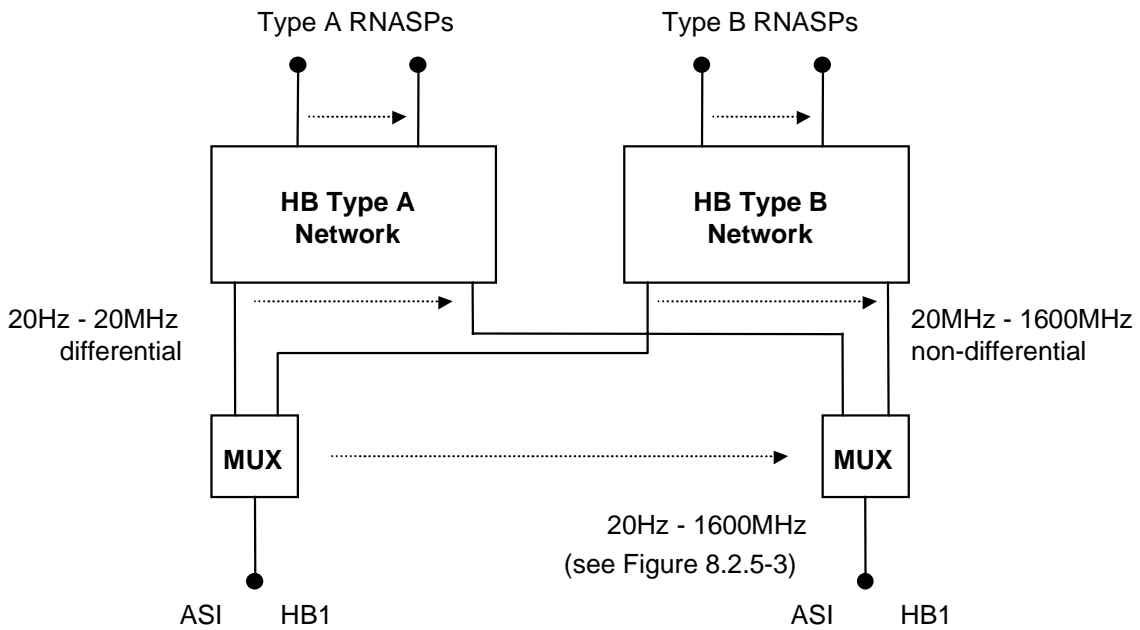 Type A RNASPs
Type B RNASPs
HB Type A
Network
HB Type B
Network
20Hz - 20MHz
differential
20MHz - 1600MHz
non-differential
MUX
MUX
20Hz - 1600MHz
(see Figure 8.2.5-3)
ASI HB1
ASI HB1